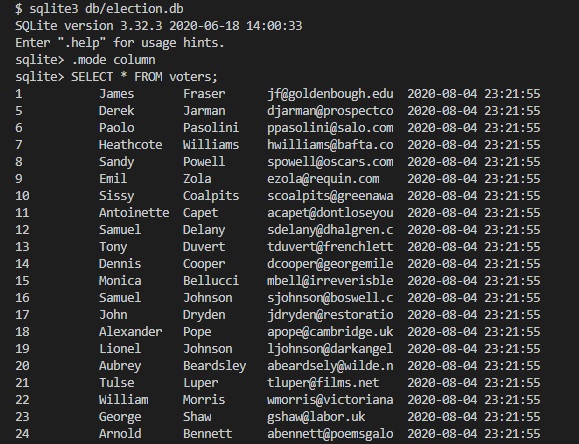 $ sqlite3 db/election.db
SQLite version 3.32.3 2020-06-18 14:00:33
Enter ".help" for usage hints.
sqlite> .mode column
sqlite> SELECT * FROM voters;
1 James Fraser jf@goldenbough.edu 2020-08-04 23:21:55
5 Derek Jarman djarman@prospectco 2020-08-04 23:21:55
6 Paolo Pasolini ppasolini@salo.com 2020-08-04 23:21:55
7 Heathcote Williams hwilliams@bafta.co 2020-08-04 23:21:55
8 Sandy Powell spowell@oscars.com 2020-08-04 23:21:55
9 Emil Zola ezola@requin.com 2020-08-04 23:21:55
10 Sissy Coalpits scoalpits@greenawa 2020-08-04 23:21:55
11 Antoinette Capet acapet@dontloseyou 2020-08-04 23:21:55
12 Samuel Delany sdelany@dhalgren.c 2020-08-04 23:21:55
13 Tony Duvert tduvert@frenchlett 2020-08-04 23:21:55
14 Dennis Cooper dcooper@georgemile 2020-08-04 23:21:55
15 Monica Bellucci mbell@irreverisble 2020-08-04 23:21:55
16 Samuel Johnson sjohnson@boswell.c 2020-08-04 23:21:55
17 John Dryden jdryden@restoratio 2020-08-04 23:21:55
18 Alexander Pope apope@cambridge.uk 2020-08-04 23:21:55
19 Lionel Johnson ljohnson@darkangel 2020-08-04 23:21:55
20 Aubrey Beardsley abeardsely@wilde.n 2020-08-04 23:21:55
21 Tulse Luper tluper@films.net 2020-08-04 23:21:55
22 William Morris wmorris@victoriana 2020-08-04 23:21:55
23 George Shaw gshaw@labor.uk 2020-08-04 23:21:55
24 Arnold Bennett abennett@poemsgalo 2020-08-04 23:21:55